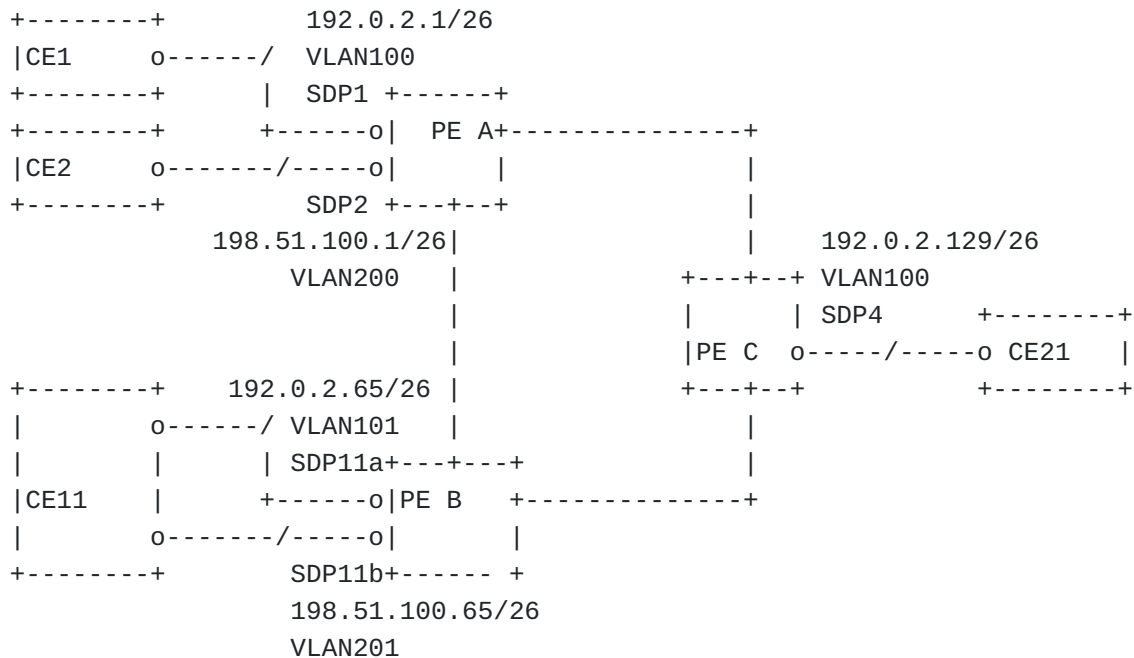 192.0.2.1/26
CE1 VLAN100
SDP1
PE A
CE2
SDP2
198.51.100.1/26 192.0.2.129/26
VLAN200 VLAN100
SDP4
PE C CE21
192.0.2.65/26
VLAN101
SDP11a
CE11 PE B
SDP11b
198.51.100.65/26
VLAN201